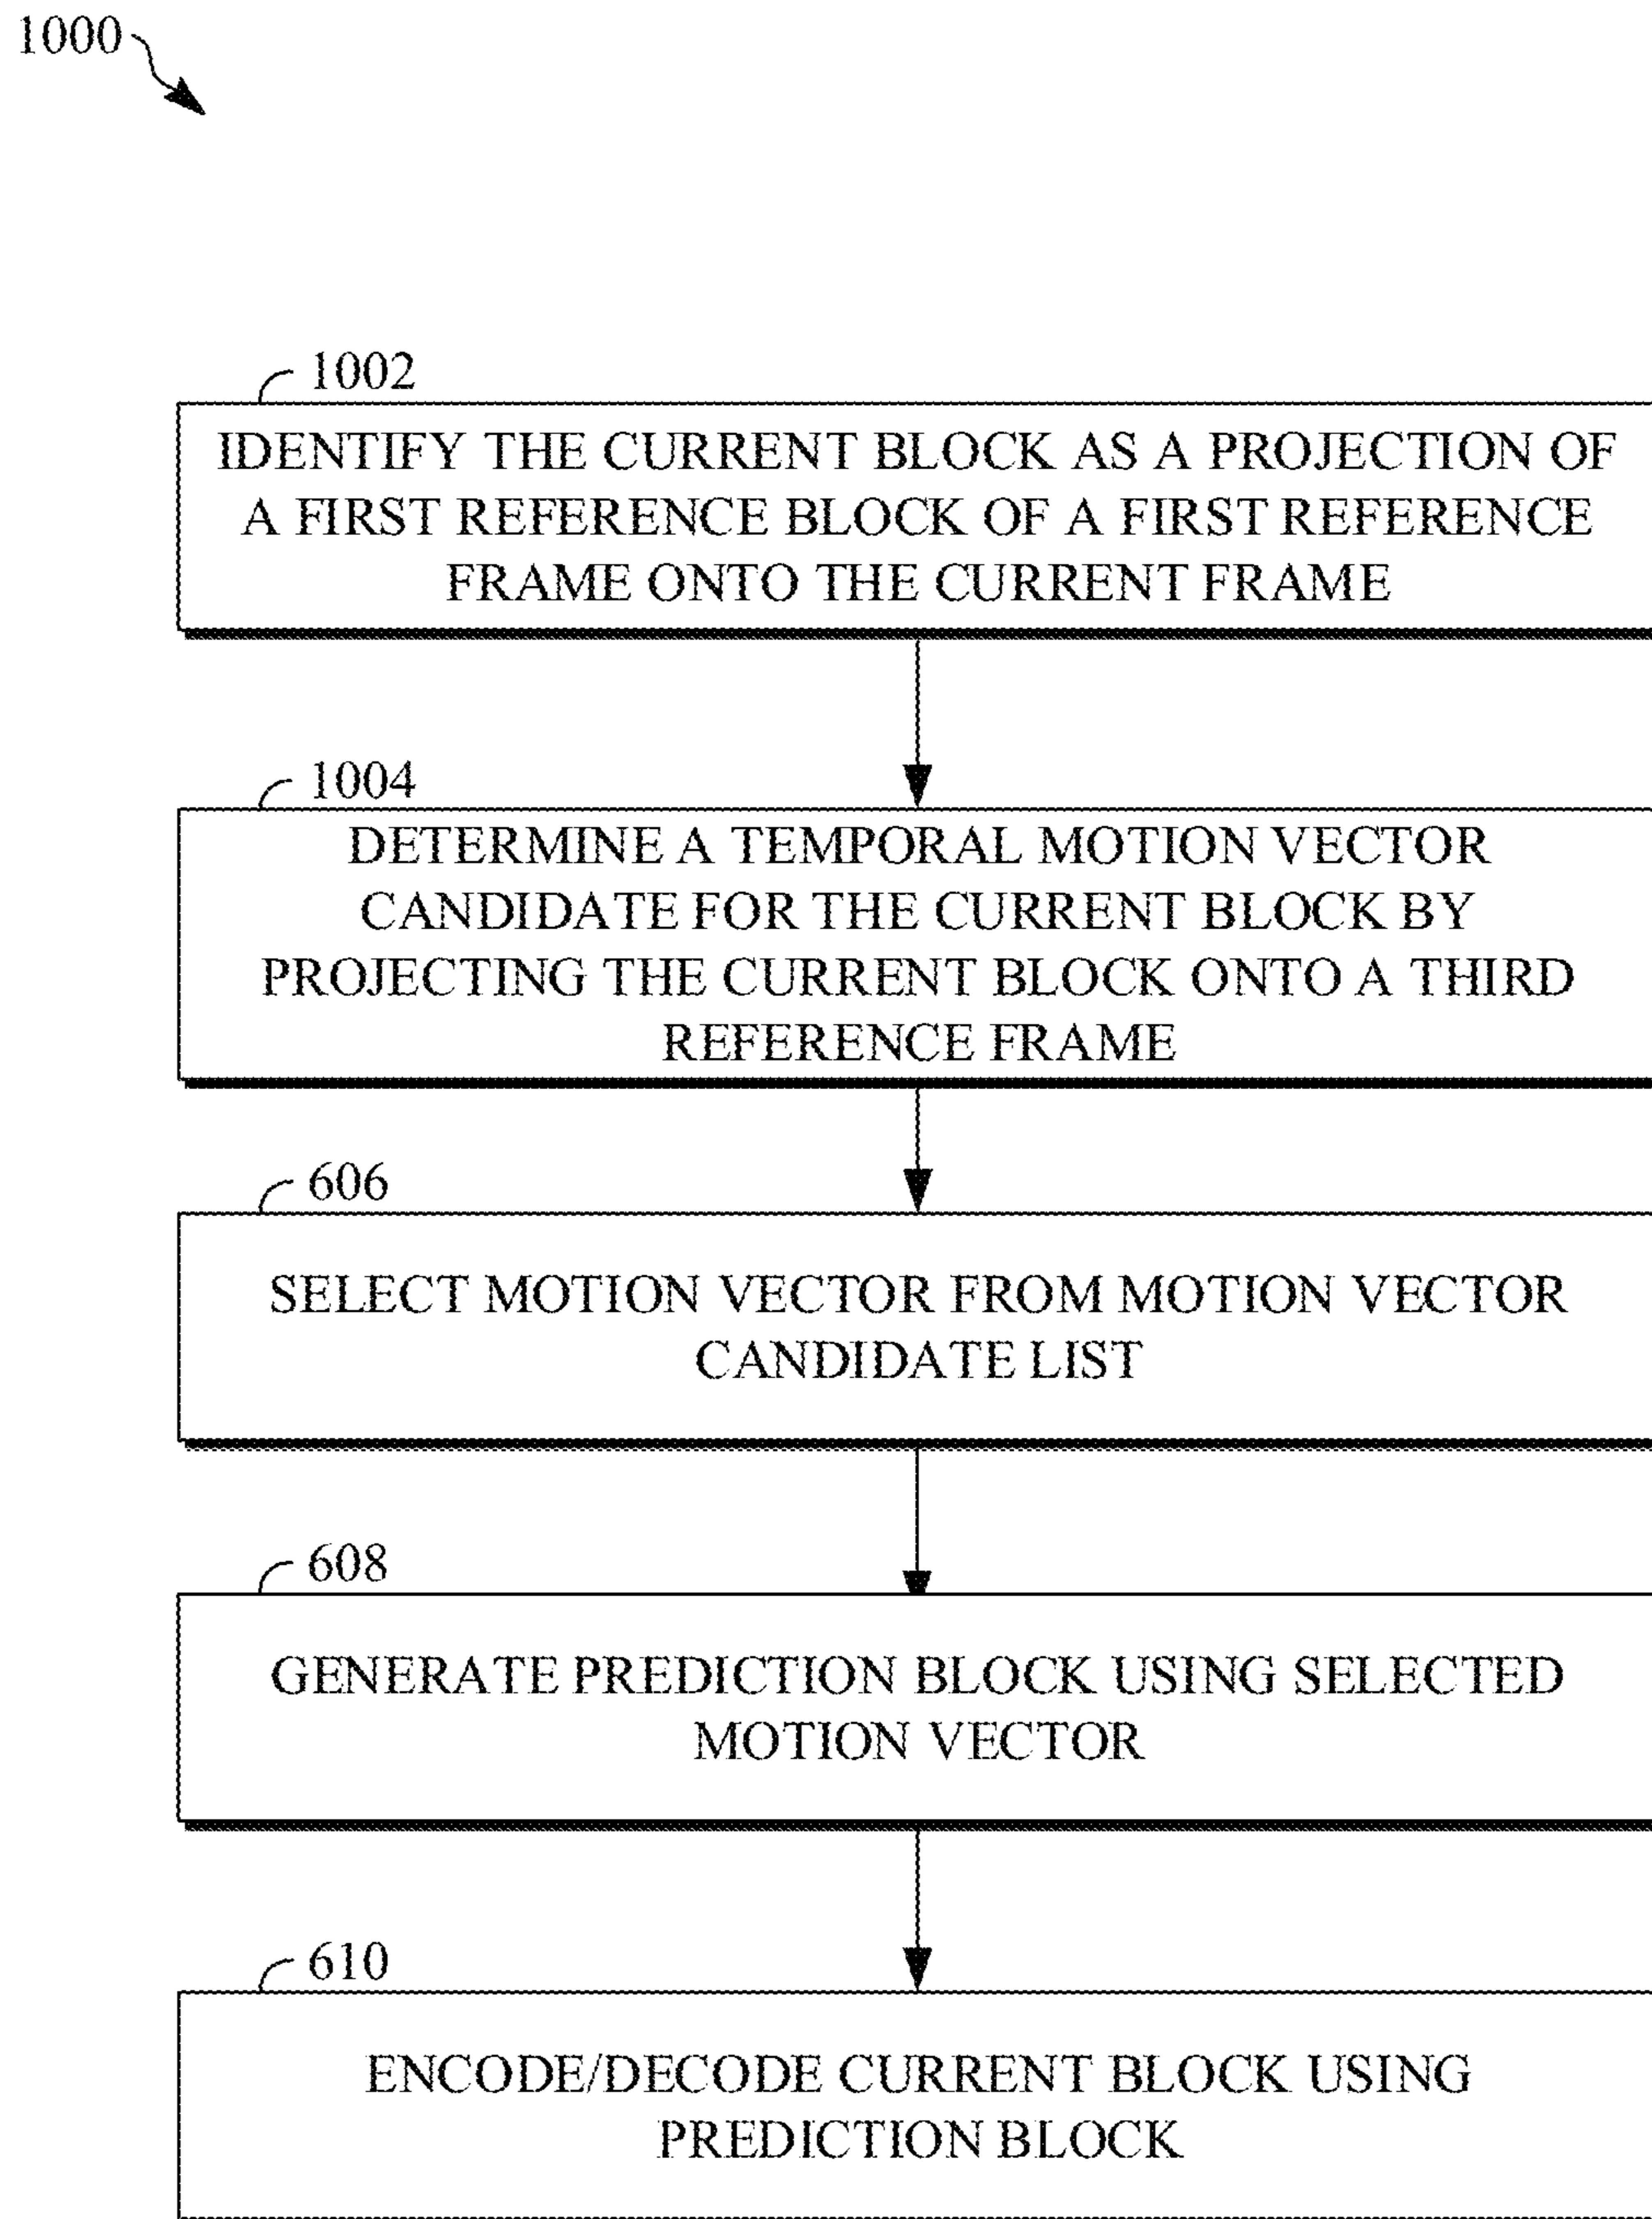 1000
1002
IDENTIFY THE CURRENT BLOCK AS A PROJECTION OF
A FIRST REFERENCE BLOCK OF A FIRST REFERENCE
FRAME ONTO THE CURRENT FRAME
1004
DETERMINE A TEMPORAL MOTION VECTOR
CANDIDATE FOR THE CURRENT BLOCK BY
PROJECTING THE CURRENT BLOCK ONTO A THIRD
REFERENCE FRAME
606
SELECT MOTION VECTOR FROM MOTION VECTOR
CANDIDATE LIST
608
GENERATE PREDICTION BLOCK USING SELECTED
MOTION VECTOR
610
ENCODE/DECODE CURRENT BLOCK USING
PREDICTION BLOCK